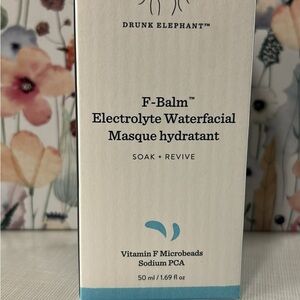 DRUNK ELEPHANT™
F-Balm™
Electrolyte Waterfacial
Masque hydratant
SOAK + REVIVE
Vitamin F Microbeads
Sodium PCA
50 ml / 1.69 fl oz